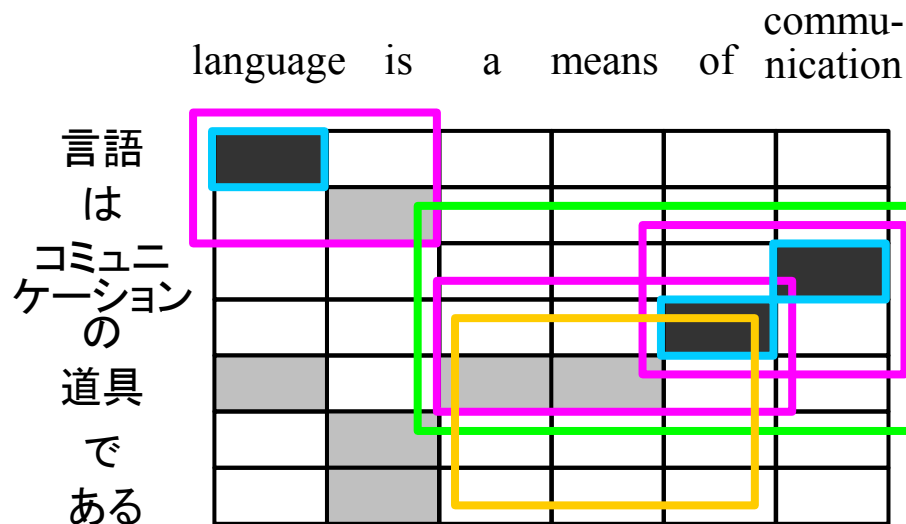 commu-
language is a means of nication
言語
は
コミュニ
ケーション
の
道具
で
ある